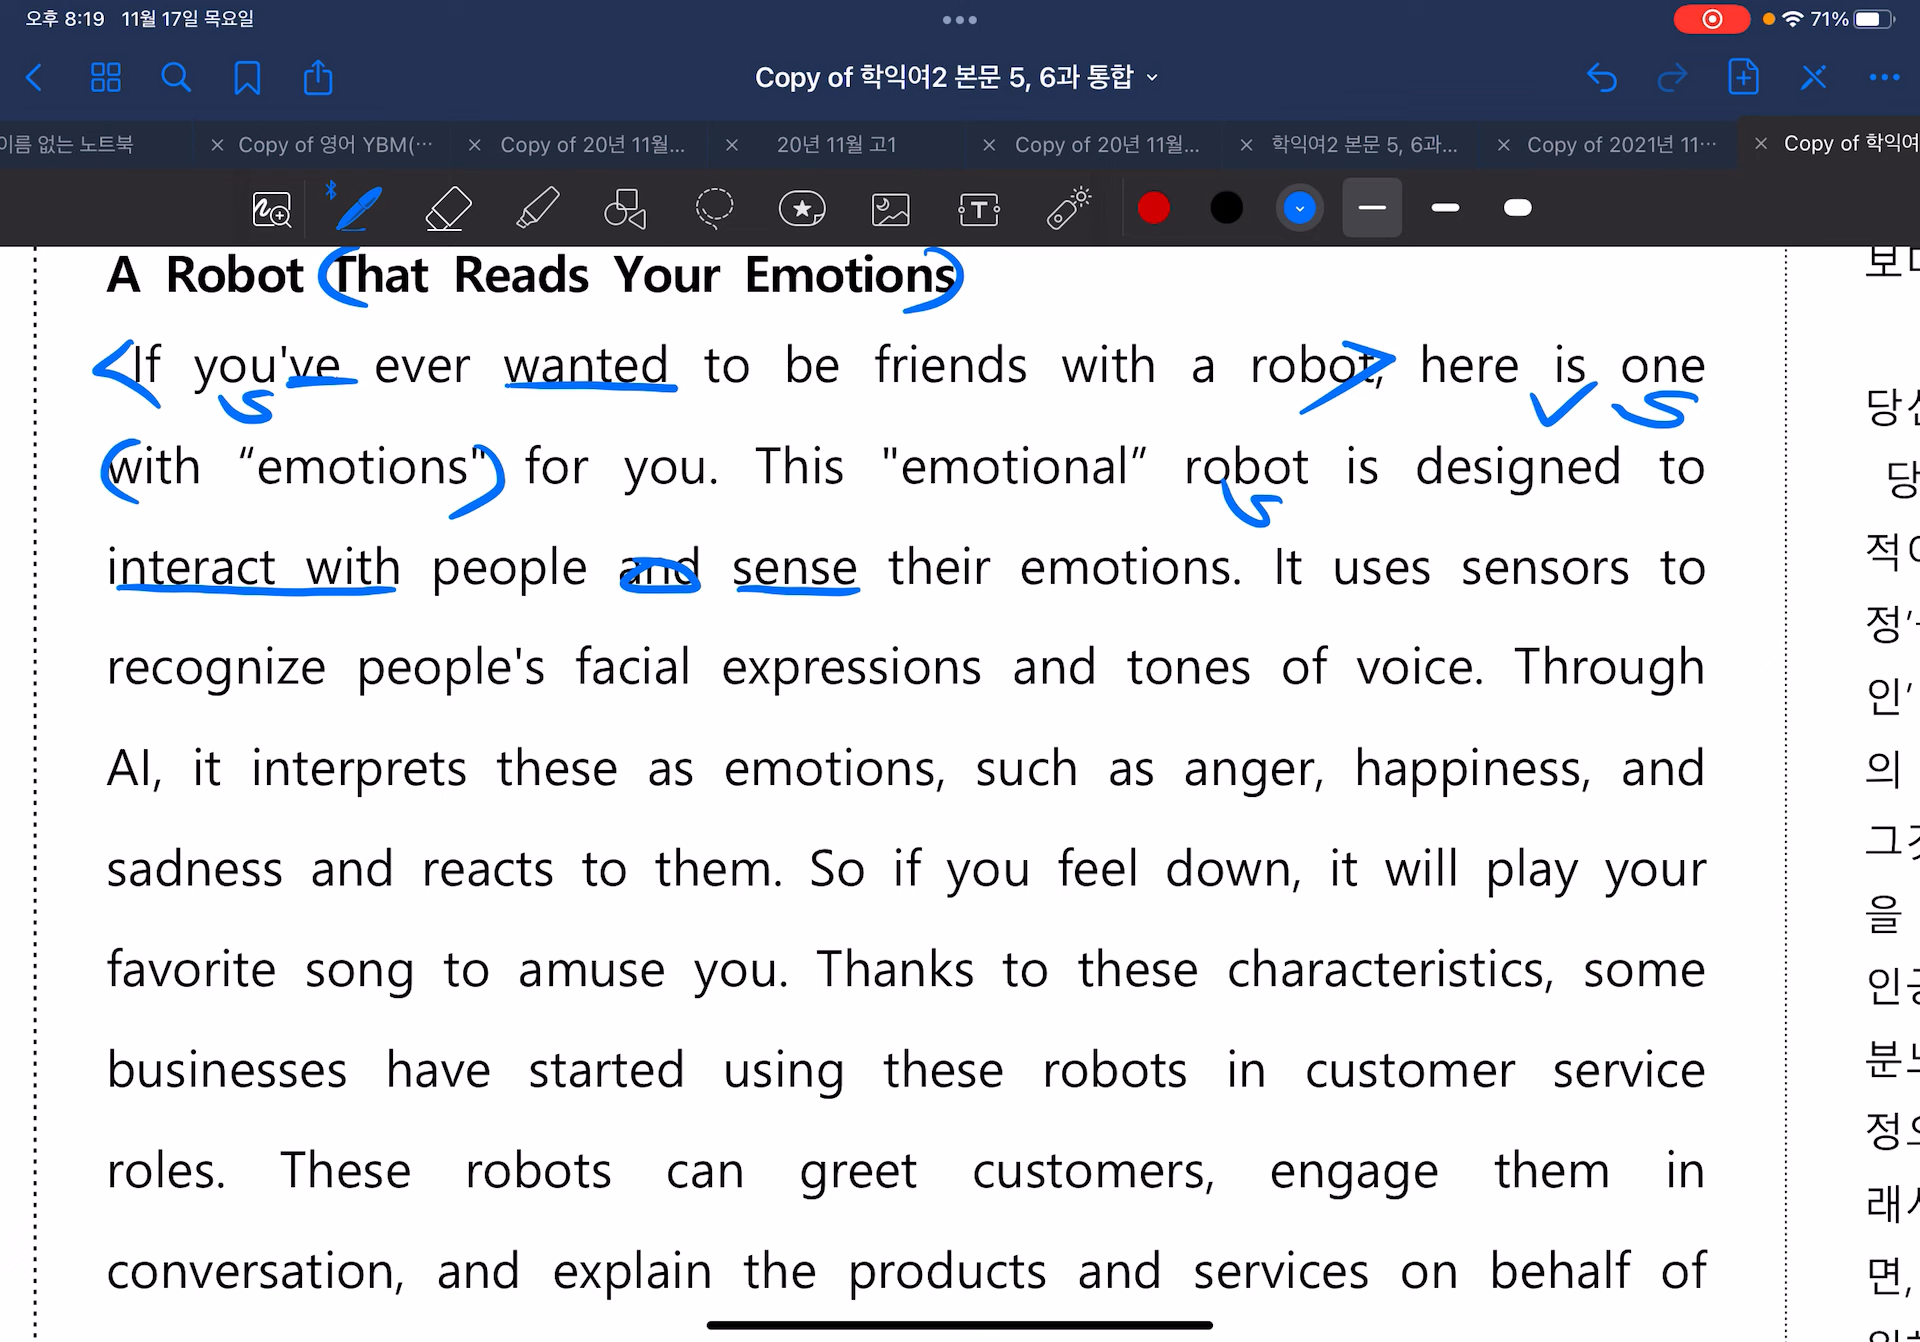 오후 8:19 11월 17일 목요일
71%
Copy of 학익여2 본문 5, 6과 통합
이름 없는 노트북
Copy of 영어 YBM(…
Copy of 20년 11월...
20년 11월 고1
Copy of 20년 11월...
학익여2 본문 5, 6과...
Copy of 2021년 11…
Copy of 학익여
A Robot That Reads Your Emotions
If you've ever wanted to be friends with a robot, here is one
S V S
with “emotions" for you. This "emotional” robot is designed to
S
interact with people and sense their emotions. It uses sensors to
recognize people's facial expressions and tones of voice. Through
AI, it interprets these as emotions, such as anger, happiness, and
sadness and reacts to them. So if you feel down, it will play your
favorite song to amuse you. Thanks to these characteristics, some
businesses have started using these robots in customer service
roles. These robots can greet customers, engage them in
conversation, and explain the products and services on behalf of
당
정'
인'
의
을
면,